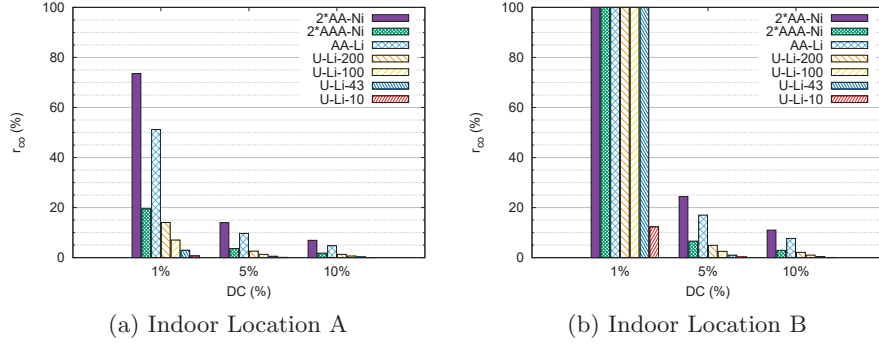 100
80
60
40
20
0
r∞ (%)
1%
5%
10%
DC (%)
2*AA-Ni
2*AAA-Ni
AA-Li
U-Li-200
U-Li-100
U-Li-43
U-Li-10
(a) Indoor Location A
100
80
60
40
20
0
r∞ (%)
1%
5%
10%
DC (%)
2*AA-Ni
2*AAA-Ni
AA-Li
U-Li-200
U-Li-100
U-Li-43
U-Li-10
(b) Indoor Location B